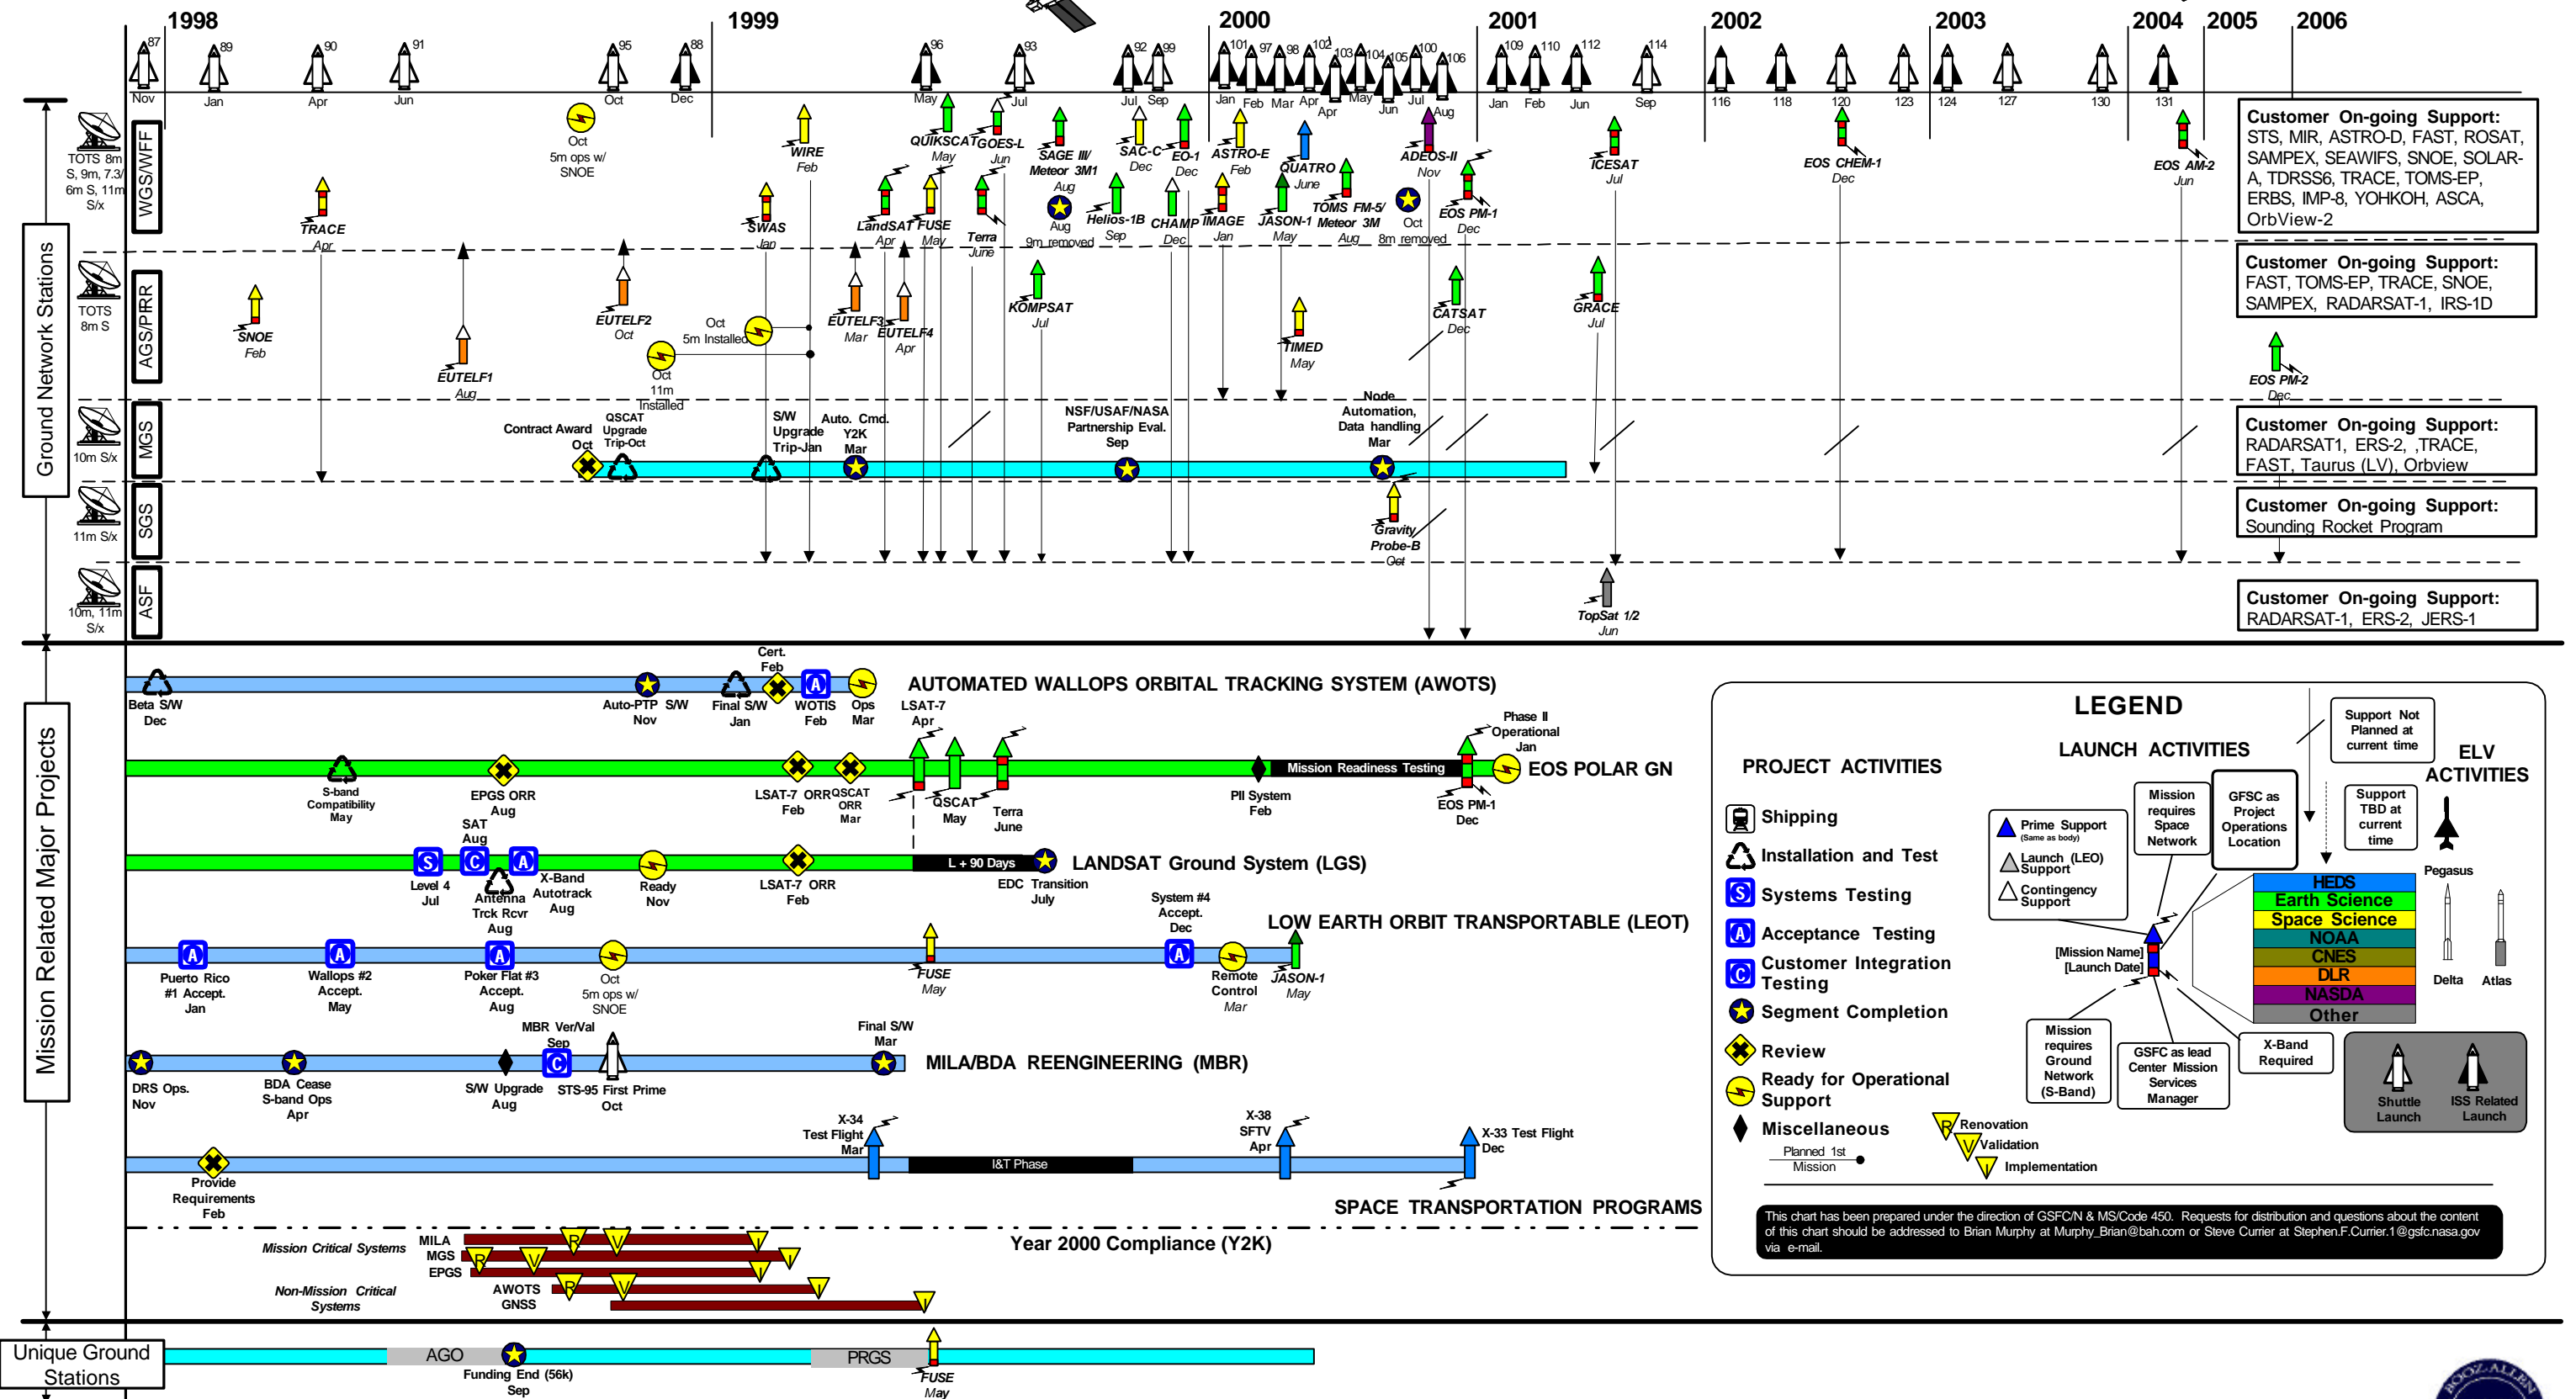 1998
1999
2000
2001
2002
2003
2004
2005
2006
87
89
90
91
95
88
96
93
92
99
101
97
98
102
103
104
105
100
106
109
110
112
114
Nov
Jan
Apr
Jun
Oct
Dec
May
Jul
Jul
Sep
Jan
Feb
Mar
Apr
Apr
May
Jun
Jul
Aug
Jan
Feb
Jun
Sep
116
118
120
123
124
127
130
131
Ground Network Stations
WGS/WFF
TOTS 8m
S, 9m, 7.3/
6m S, 11m
S/x
TRACE
Apr
Oct
5m ops w/
SNOE
WIRE
Feb
SWAS
Jan
QUIKSCAT
May
GOES-L
Jun
LandSAT
Apr
FUSE
May
Terra
June
SAGE III/
Meteor 3M1
Aug
Aug
9m removed
SAC-C
Dec
EO-1
Dec
Helios-1B
Sep
CHAMP
Dec
ASTRO-E
Feb
IMAGE
Jan
QUATRO
June
JASON-1
May
TOMS FM-5/
Meteor 3M
Aug
ADEOS-II
Nov
Oct
8m removed
EOS PM-1
Dec
ICESAT
Jul
EOS CHEM-1
Dec
EOS AM-2
Jun
Customer On-going Support:
STS, MIR, ASTRO-D, FAST, ROSAT,
SAMPEX, SEAWIFS, SNOE, SOLAR-
A, TDRSS6, TRACE, TOMS-EP,
ERBS, IMP-8, YOHKOH, ASCA,
OrbView-2
AGS/PIRR
TOTS
8m S
SNOE
Feb
EUTELF1
Aug
EUTELF2
Oct
Oct
5m Installed
Oct
11m
Installed
EUTELF3
Mar
EUTELF4
Apr
KOMPSAT
Jul
TIMED
May
CATSAT
Dec
GRACE
Jul
EOS PM-2
Dec
Customer On-going Support:
FAST, TOMS-EP, TRACE, SNOE,
SAMPEX, RADARSAT-1, IRS-1D
MGS
10m S/x
Contract Award
Oct
QSCAT
Upgrade
Trip-Oct
S/W
Upgrade
Trip-Jan
Auto. Cmd.
Y2K
Mar
NSF/USAF/NASA
Partnership Eval.
Sep
Node
Automation,
Data handling
Mar
Customer On-going Support:
RADARSAT1, ERS-2, ,TRACE,
FAST, Taurus (LV), Orbview
SGS
11m S/x
Gravity
Probe-B
Oct
Customer On-going Support:
Sounding Rocket Program
ASF
10m, 11m
S/x
TopSat 1/2
Jun
Customer On-going Support:
RADARSAT-1, ERS-2, JERS-1
Mission Related Major Projects
Beta S/W
Dec
Auto-PTP S/W
Nov
Final S/W
Jan
Cert.
Feb
A
WOTIS
Feb
Ops
Mar
AUTOMATED WALLOPS ORBITAL TRACKING SYSTEM (AWOTS)
S-band
Compatibility
May
EPGS ORR
Aug
LSAT-7 ORR
Feb
QSCAT
ORR
Mar
LSAT-7
Apr
QSCAT
May
Terra
June
PII System
Feb
Mission Readiness Testing
EOS PM-1
Dec
Phase II
Operational
Jan
EOS POLAR GN
S
Level 4
Jul
SAT
Aug
C
Antenna
Trck Rcvr
Aug
A
X-Band
Autotrack
Aug
Ready
Nov
LSAT-7 ORR
Feb
L + 90 Days
EDC Transition
July
LANDSAT Ground System (LGS)
A
Puerto Rico
#1 Accept.
Jan
A
Wallops #2
Accept.
May
A
Poker Flat #3
Accept.
Aug
Oct
5m ops w/
SNOE
FUSE
May
System #4
Accept.
Dec
A
Remote
Control
Mar
JASON-1
May
LOW EARTH ORBIT TRANSPORTABLE (LEOT)
DRS Ops.
Nov
BDA Cease
S-band Ops
Apr
S/W Upgrade
Aug
MBR Ver/Val
Sep
C
STS-95 First Prime
Oct
Final S/W
Mar
MILA/BDA REENGINEERING (MBR)
Provide
Requirements
Feb
X-34
Test Flight
Mar
I&T Phase
X-38
SFTV
Apr
X-33 Test Flight
Dec
SPACE TRANSPORTATION PROGRAMS
Mission Critical Systems
MILA
R
V
I
MGS
R
V
I
EPGS
I
Non-Mission Critical
Systems
AWOTS
R
V
I
GNSS
I
Year 2000 Compliance (Y2K)
Unique Ground
Stations
AGO
Funding End (56k)
Sep
PRGS
FUSE
May
LEGEND
PROJECT ACTIVITIES
Shipping
Installation and Test
S
Systems Testing
A
Acceptance Testing
C
Customer Integration
Testing
Segment Completion
Review
Ready for Operational
Support
Miscellaneous
Planned 1st
Mission
R
Renovation
V
Validation
I
Implementation
LAUNCH ACTIVITIES
Prime Support
(Same as body)
Launch (LEO)
Support
Contingency
Support
Mission
requires
Space
Network
GFSC as
Project
Operations
Location
Support Not
Planned at
current time
Support
TBD at
current
time
[Mission Name]
[Launch Date]
HEDS
Earth Science
Space Science
NOAA
CNES
DLR
NASDA
Other
Mission
requires
Ground
Network
(S-Band)
GSFC as lead
Center Mission
Services
Manager
X-Band
Required
ELV
ACTIVITIES
Pegasus
Delta
Atlas
Shuttle
Launch
ISS Related
Launch
This chart has been prepared under the direction of GSFC/N & MS/Code 450. Requests for distribution and questions about the content
of this chart should be addressed to Brian Murphy at Murphy_Brian@bah.com or Steve Currier at Stephen.F.Currier.1@gsfc.nasa.gov
via e-mail.
BOOZ·ALLEN